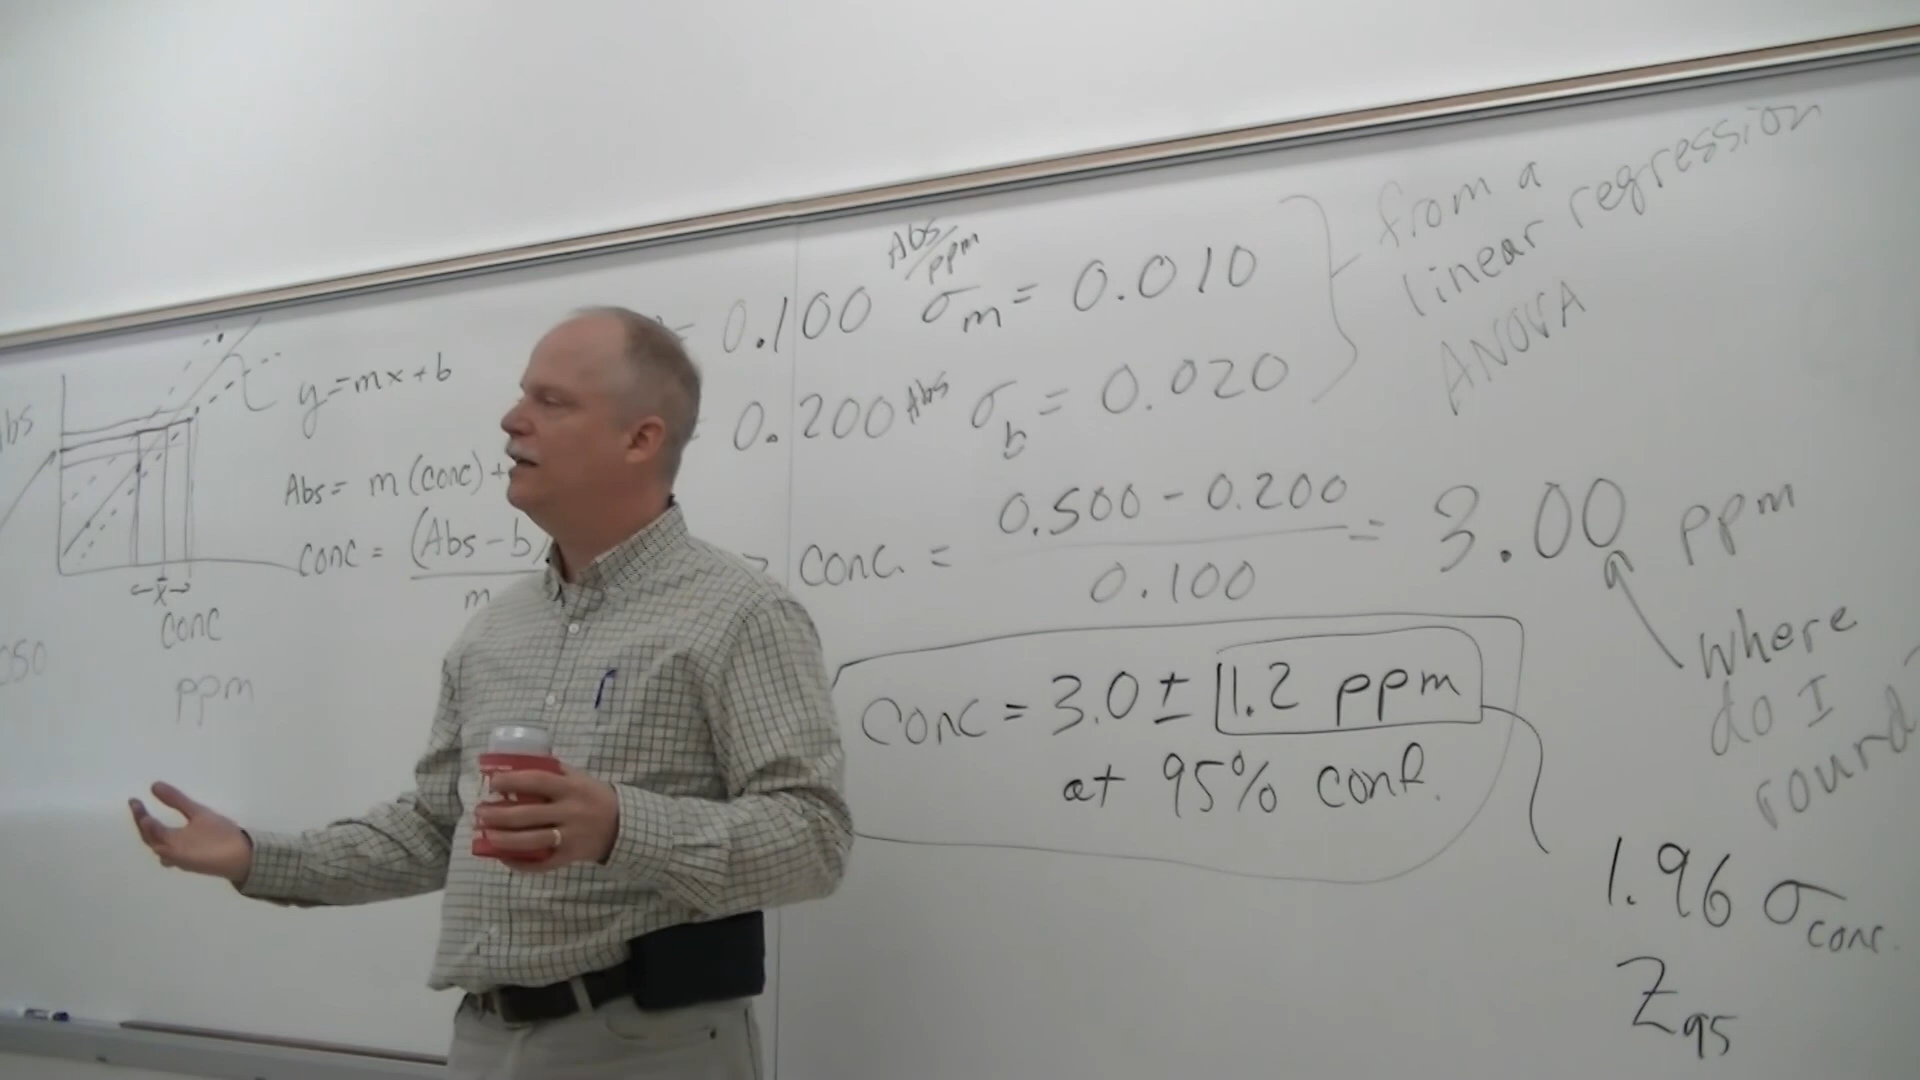 Abs
y=mx+b
Abs = m(conc)+
conc = (Abs-b)
m
conc
ppm
050
0.100 Abs/ppm σm = 0.010
0.200 Abs σb = 0.020
from a
linear regression
ANOVA
conc. = 0.500 - 0.200 = 3.00 ppm
0.100
where
do I
round
conc = 3.0 ± 1.2 ppm
at 95% conf.
1.96 σconc.
Z95